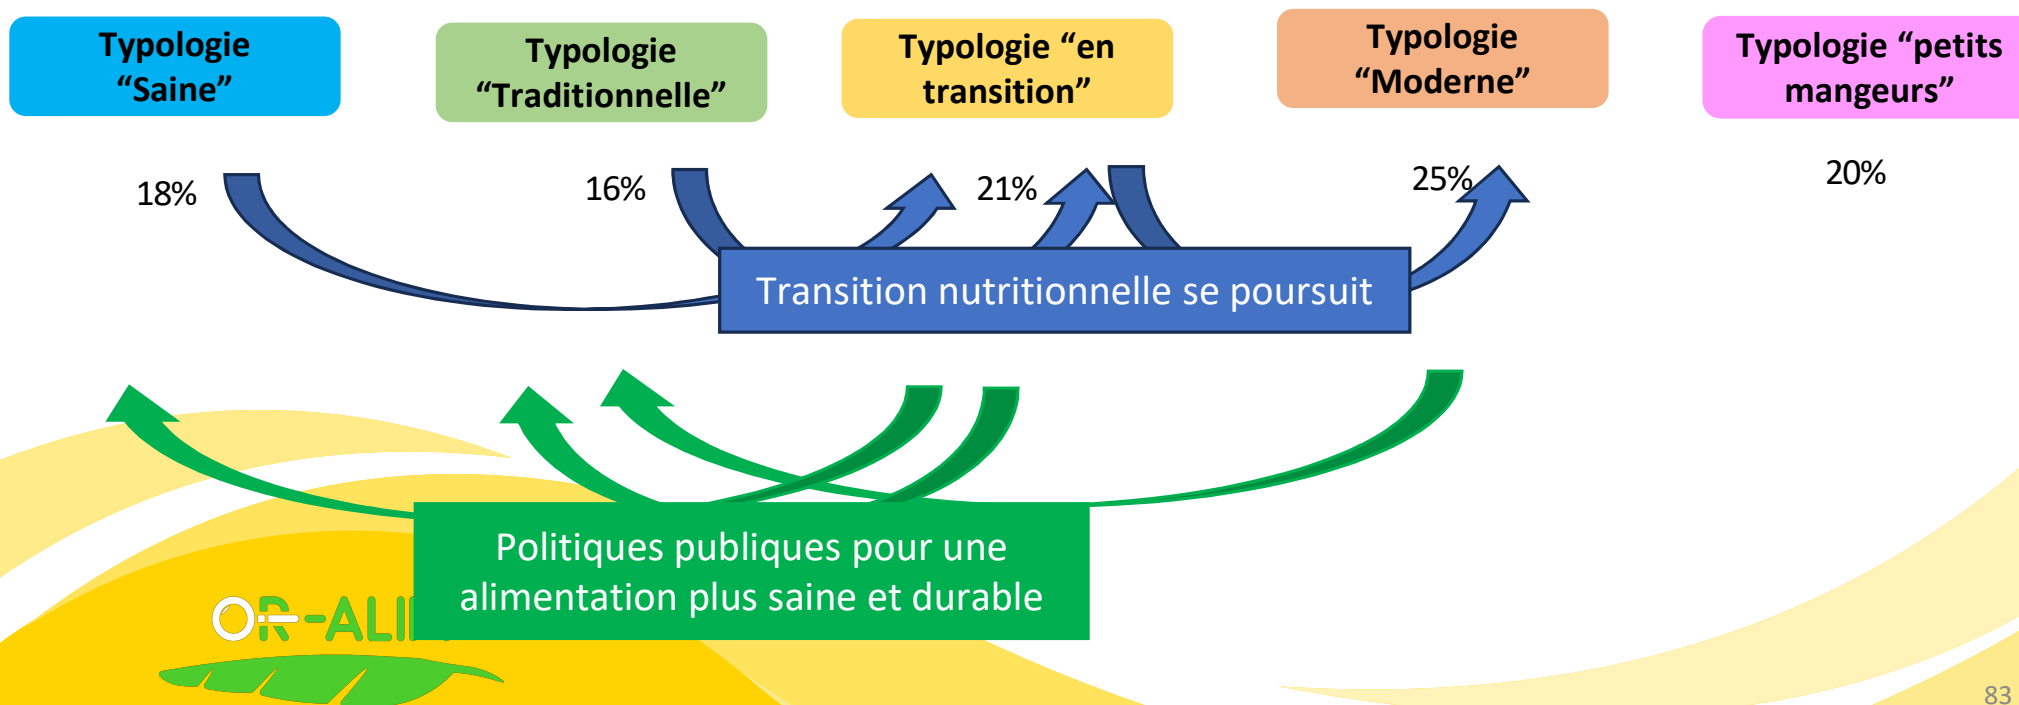 Typologie
“Saine”
Typologie
“Traditionnelle”
Typologie “en
transition”
Typologie
“Moderne”
Typologie “petits
mangeurs”
18%
16%
21%
25%
20%
Transition nutritionnelle se poursuit
Politiques publiques pour une
alimentation plus saine et durable
83